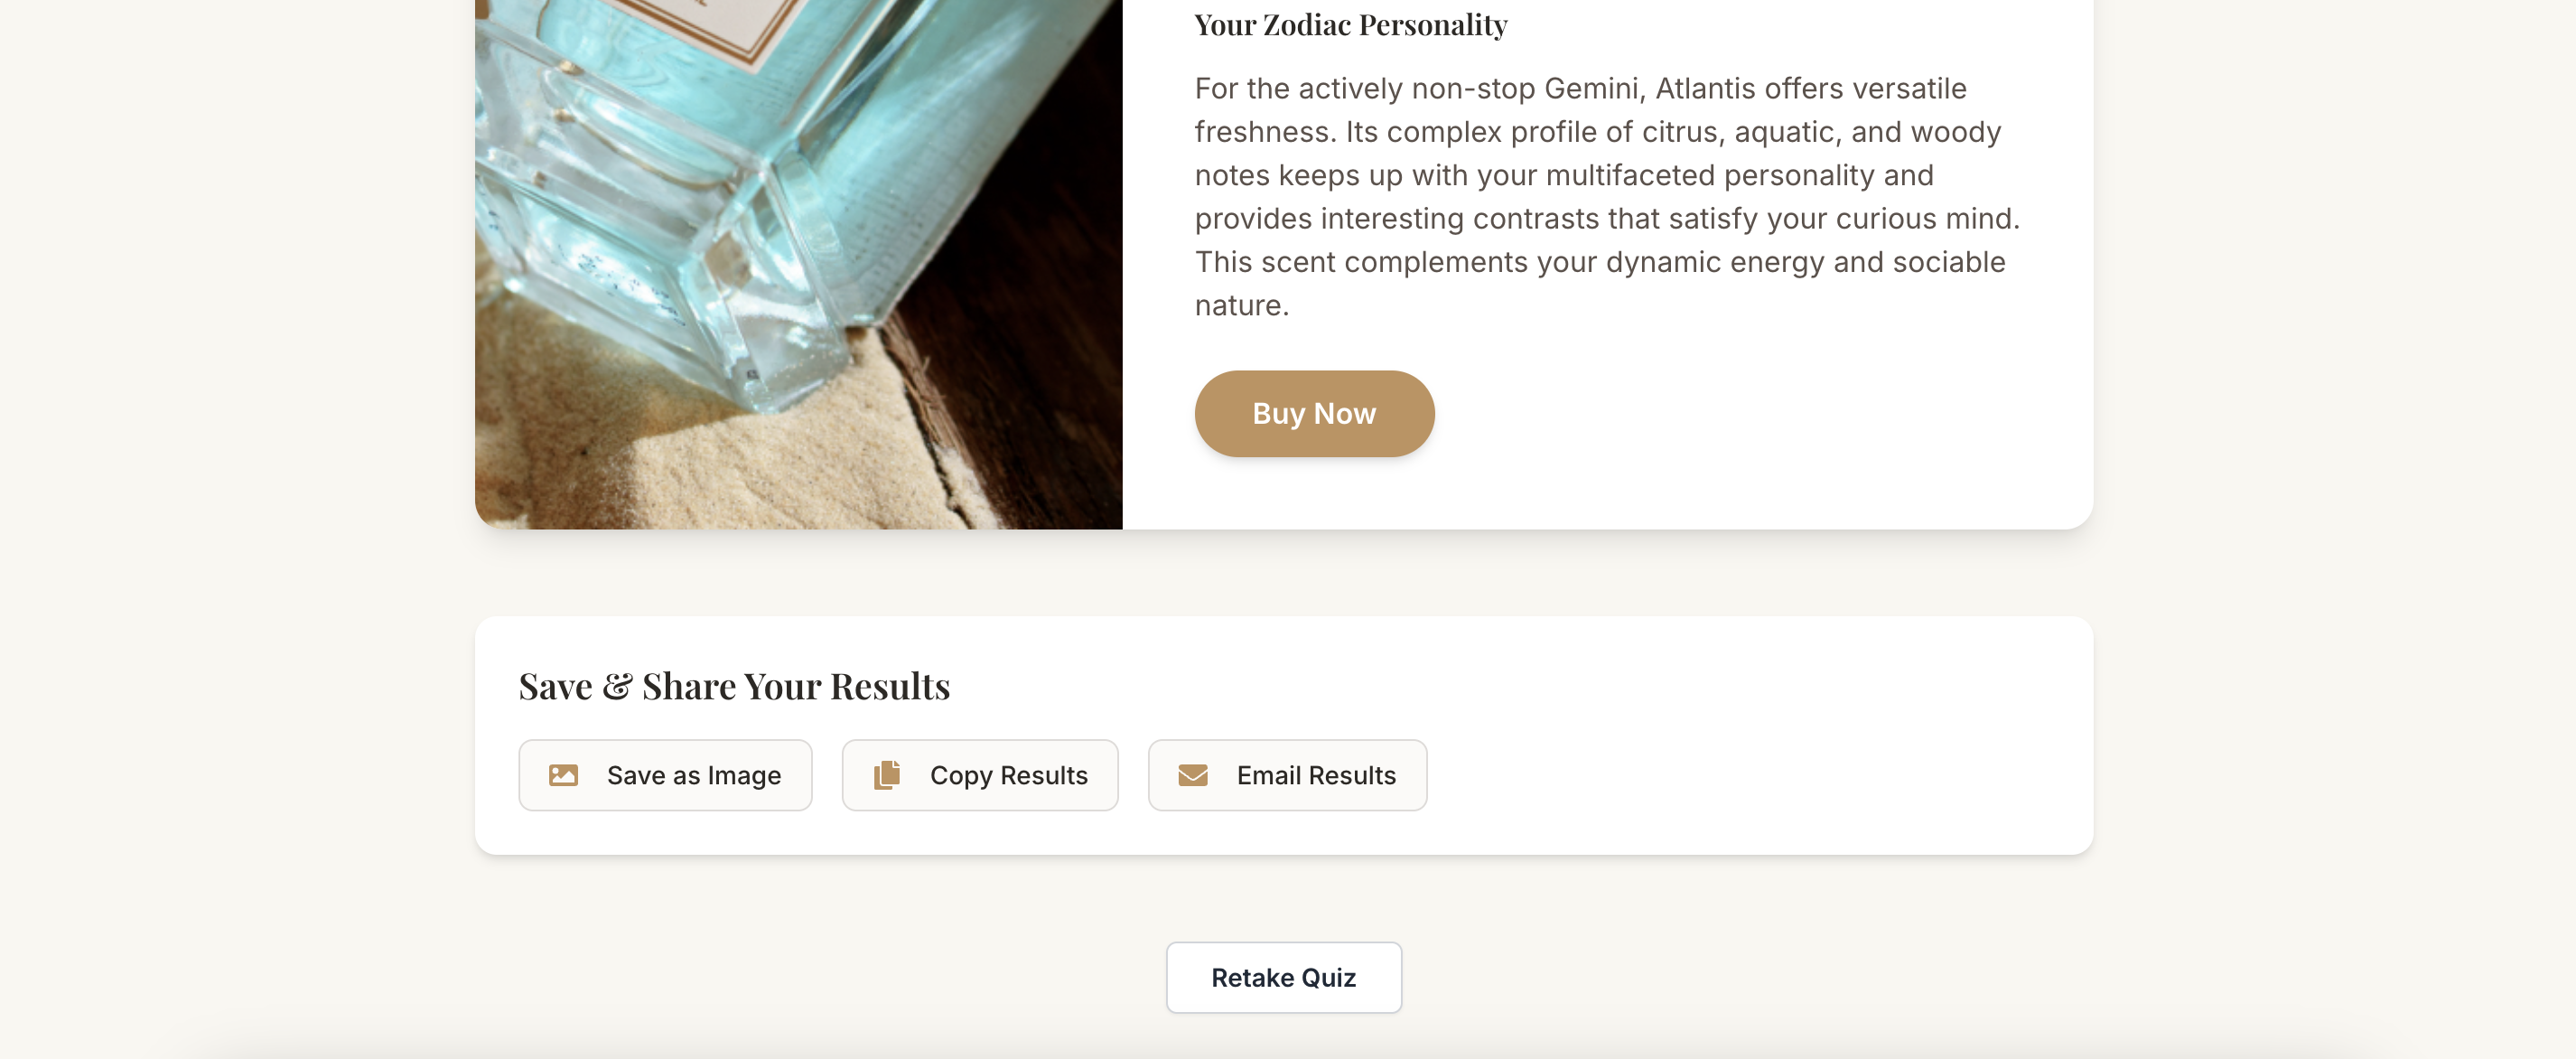 Your Zodiac Personality
For the actively non-stop Gemini, Atlantis offers versatile
freshness. Its complex profile of citrus, aquatic, and woody
notes keeps up with your multifaceted personality and
provides interesting contrasts that satisfy your curious mind.
This scent complements your dynamic energy and sociable
nature.
Buy Now
Save & Share Your Results
Save as Image
Copy Results
Email Results
Retake Quiz